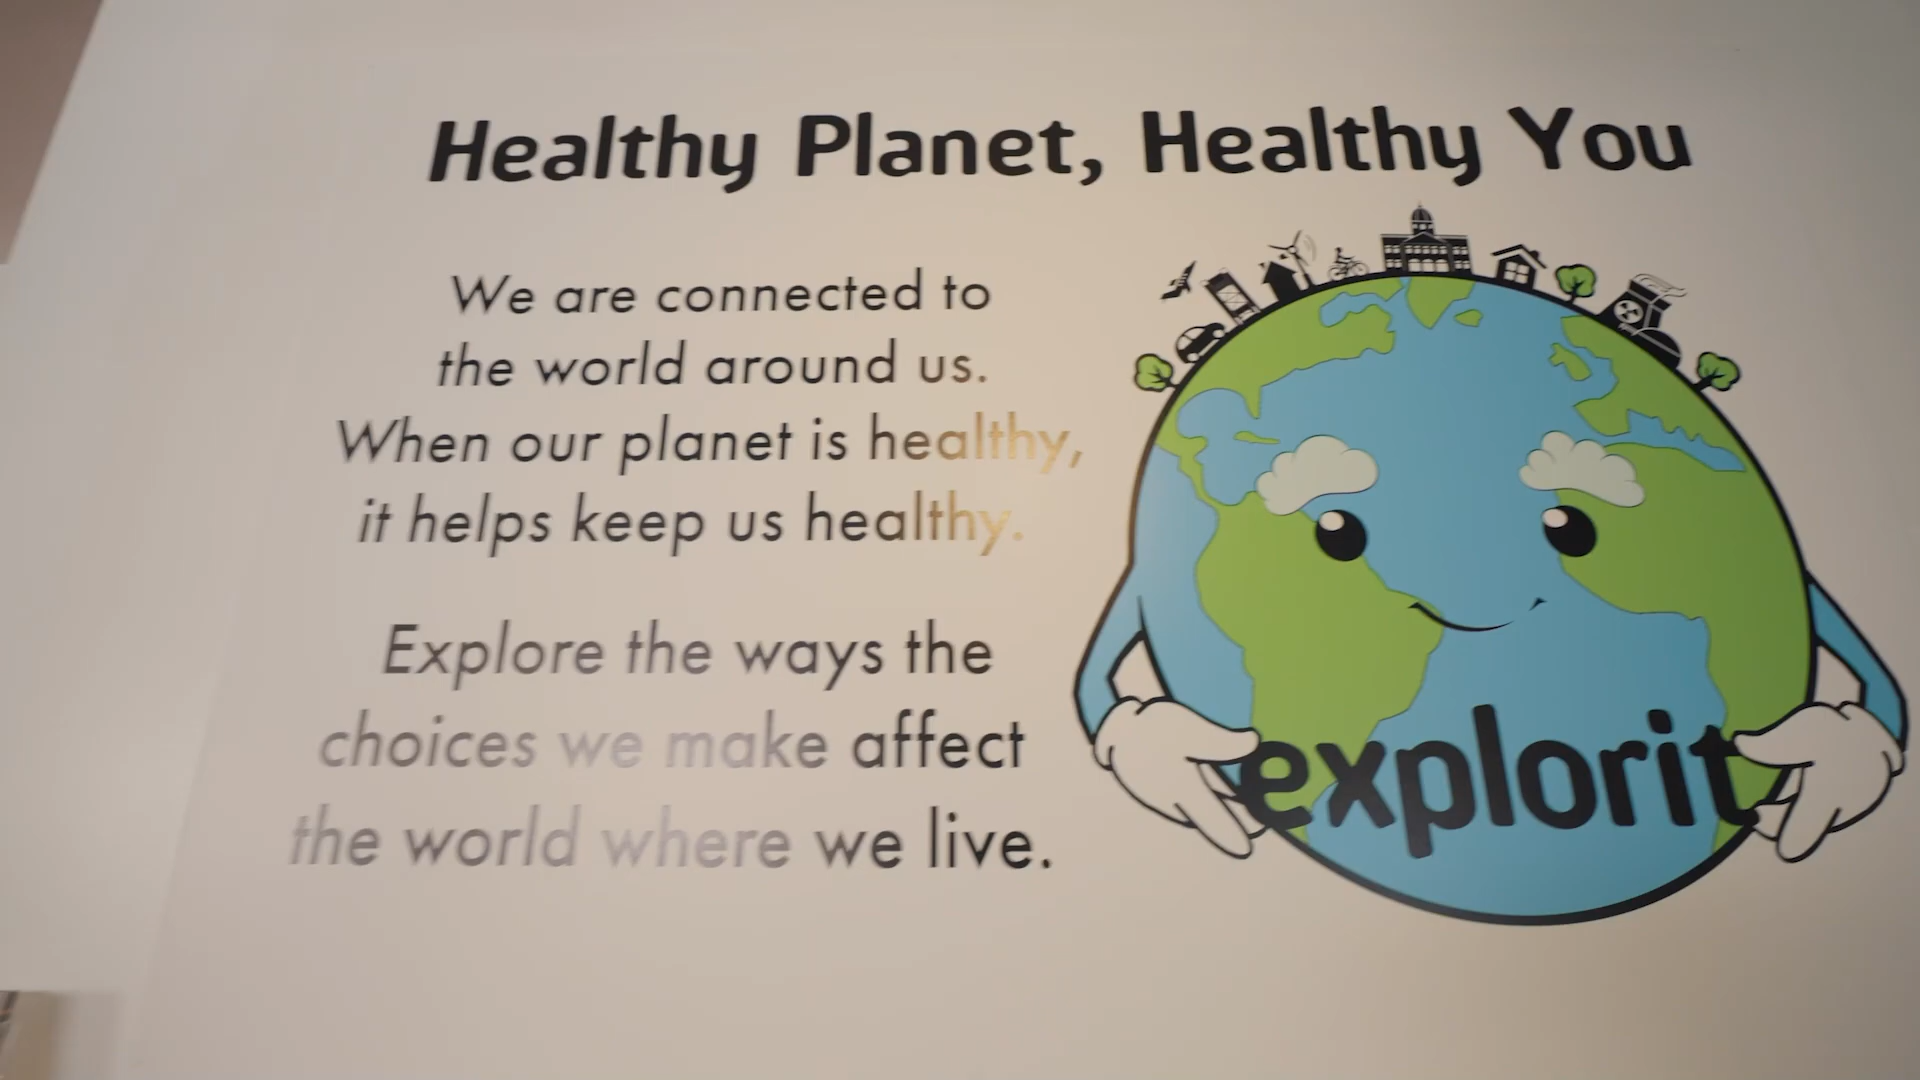 Healthy Planet, Healthy You
We are connected to
the world around us.
When our planet is healthy,
it helps keep us healthy.
Explore the ways the
choices we make affect
the world where we live.
explorit